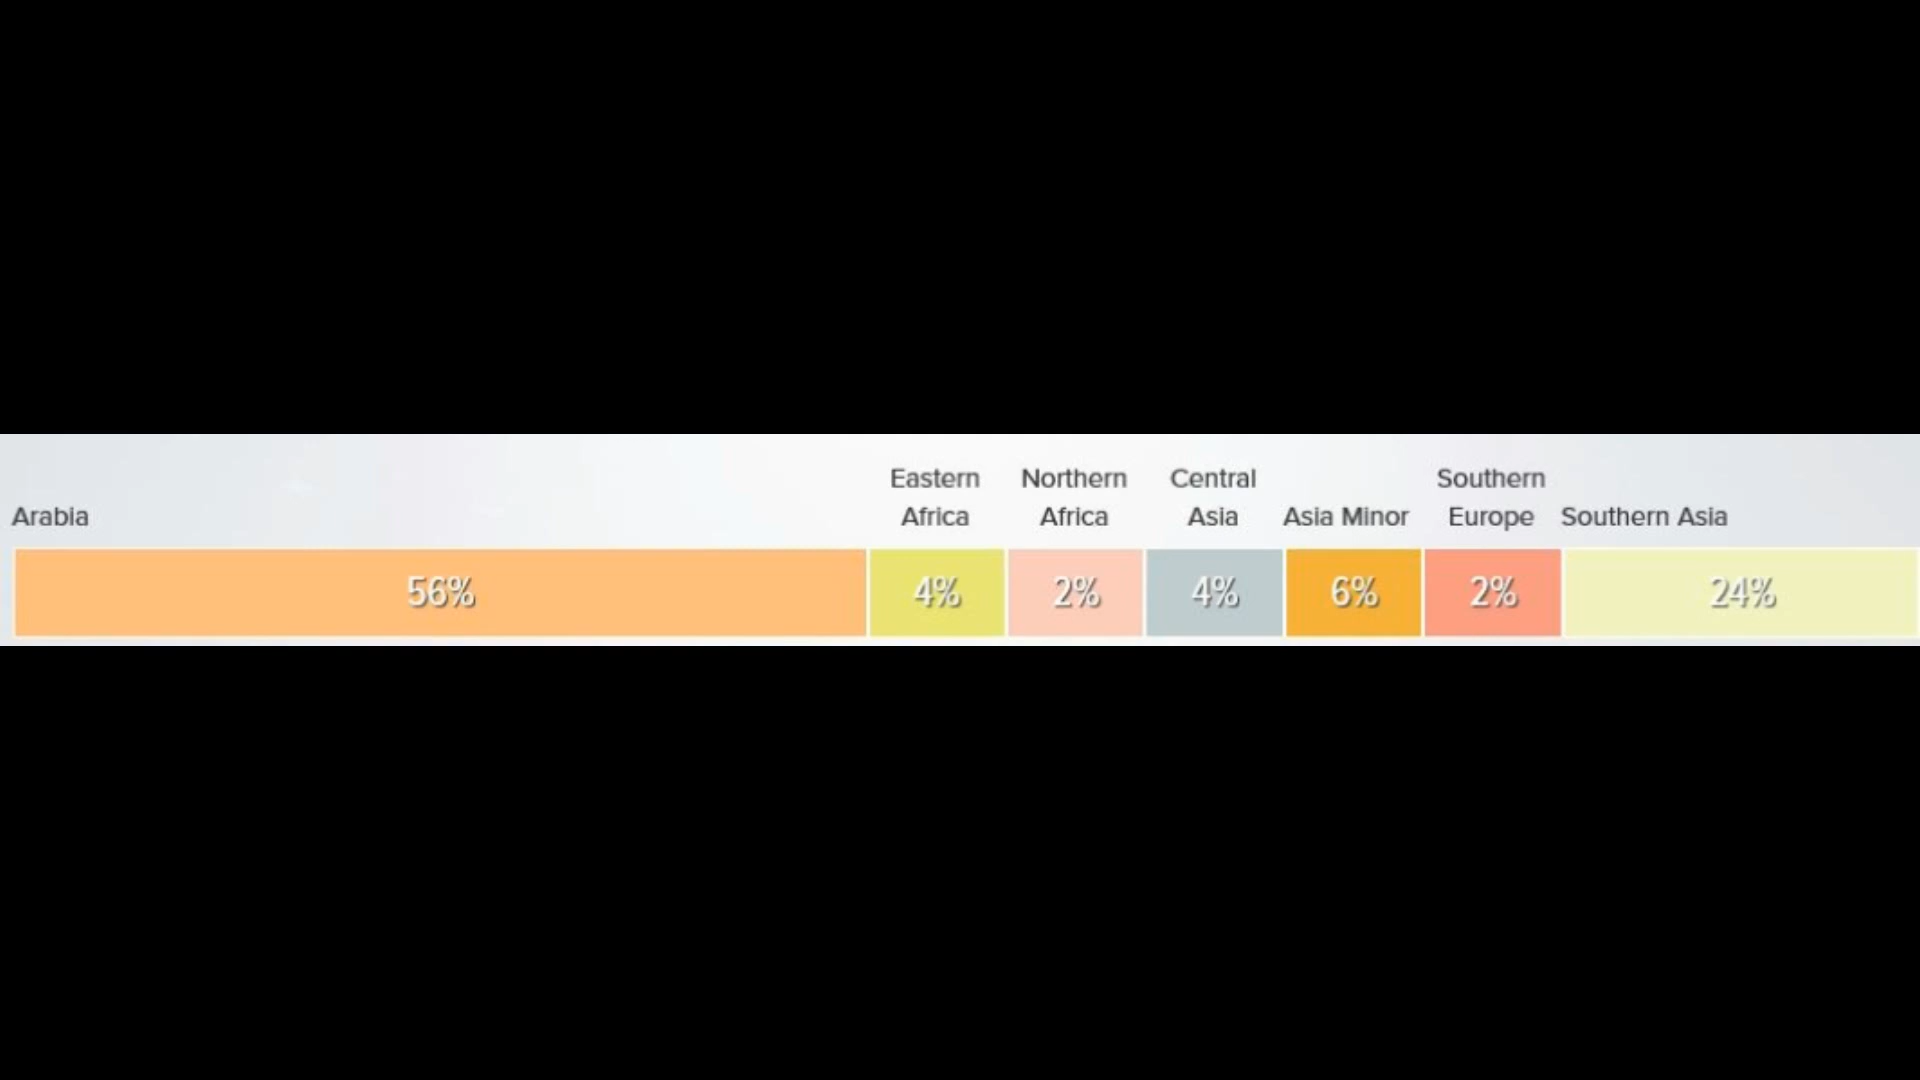 Arabia
Eastern
Africa
Northern
Africa
Central
Asia
Asia Minor
Southern
Europe
Southern Asia
56%
4%
2%
4%
6%
2%
24%